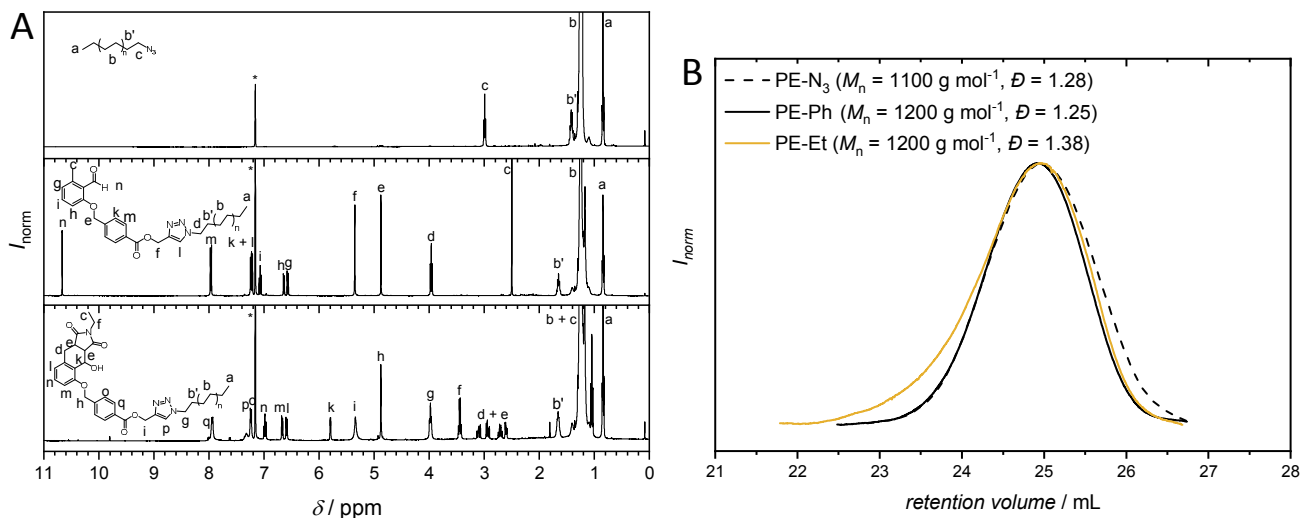 A
a
b
n
b'
c
N3
*
c
b'
b
a
c'
g
i
h
O
H
n
O
e
k
m
O
O
f
N=N
N
l
d
b'
b
n
a
n
m
k + l
*
i
h
g
f
e
d
c
b'
b
a
c
N
f
O
O
e
d
e
k
l
OH
n
m
O
h
o
q
O
O
i
N=N
N
p
g
b'
b
n
a
q
p
o
*
n
m
l
k
i
h
g
f
d + e
b'
b + c
a
Inorm
11 10 9 8 7 6 5 4 3 2 1 0
δ / ppm
B
PE-N3 (Mn = 1100 g mol-1, Đ = 1.28)
PE-Ph (Mn = 1200 g mol-1, Đ = 1.25)
PE-Et (Mn = 1200 g mol-1, Đ = 1.38)
Inorm
21 22 23 24 25 26 27 28
retention volume / mL